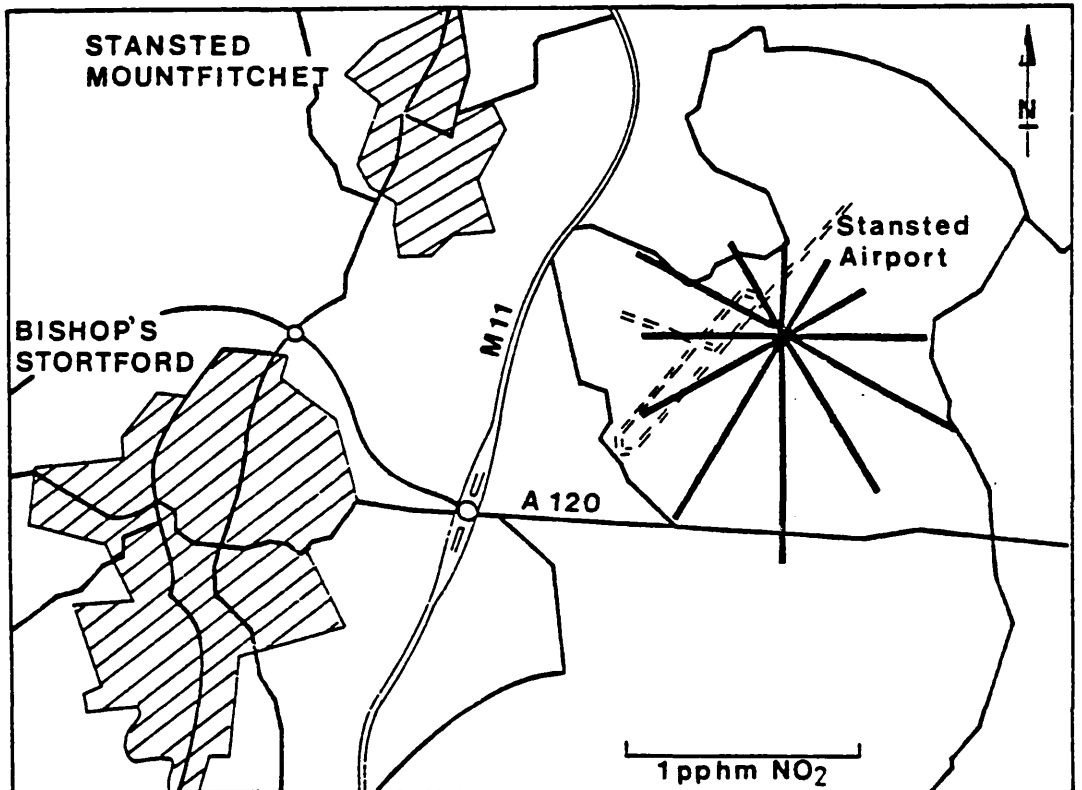 STANSTED
MOUNTFITCHET
N
Stansted
Airport
BISHOP'S
STORTFORD
M11
A 120
1 pphm NO₂